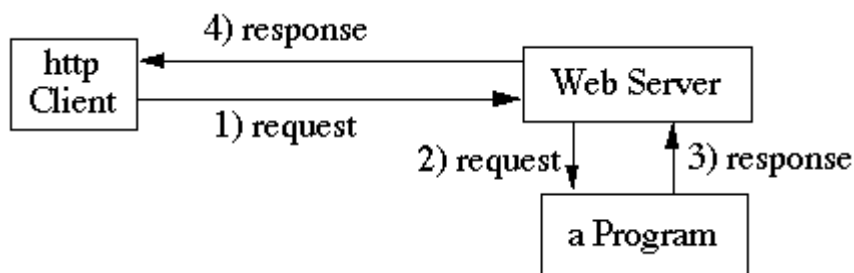 4) response
http
Client
Web Server
1) request
2) request
3) response
a Program